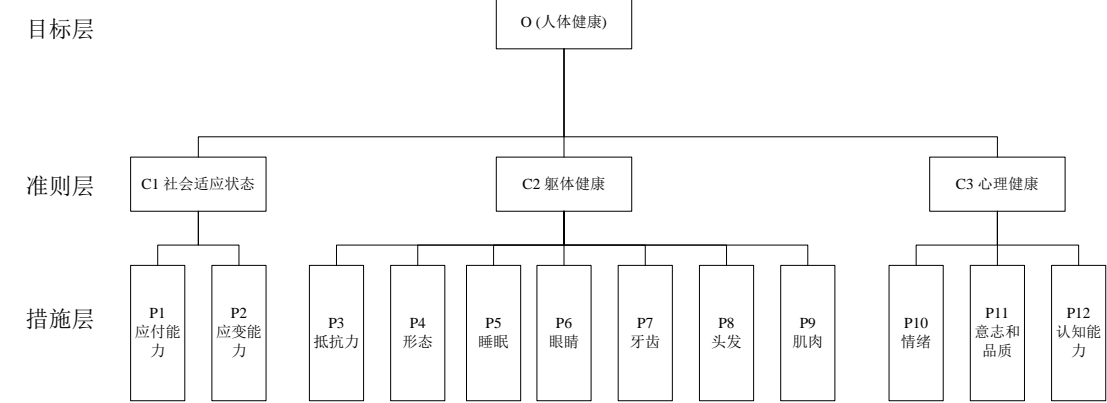 目标层
O (人体健康)
准则层
C1 社会适应状态
C2 躯体健康
C3 心理健康
措施层
P1
应付能
力
P2
应变能
力
P3
抵抗力
P4
形态
P5
睡眠
P6
眼睛
P7
牙齿
P8
头发
P9
肌肉
P10
情绪
P11
意志和
品质
P12
认知能
力